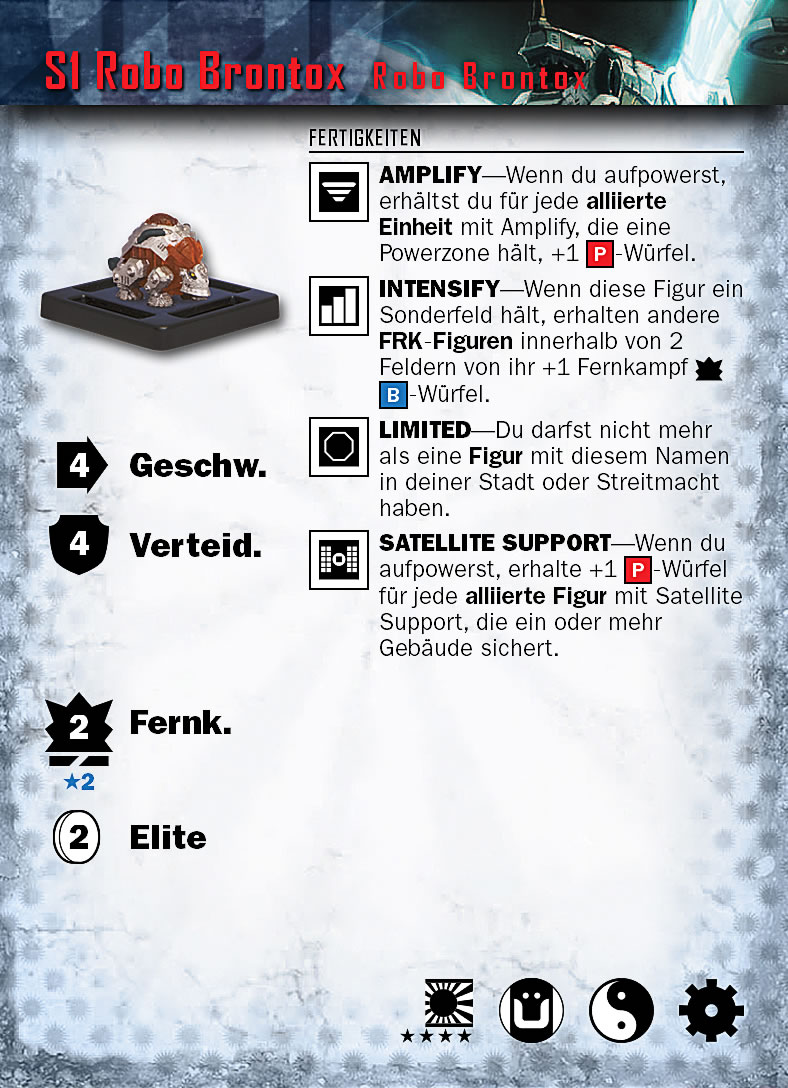 S1 Robo Brontox Robo Brontox
FERTIGKEITEN
AMPLIFY—Wenn du aufpowerst,
erhältst du für jede alliierte
Einheit mit Amplify, die eine
Powerzone hält, +1 P-Würfel.
INTENSIFY—Wenn diese Figur ein
Sonderfeld hält, erhalten andere
FRK-Figuren innerhalb von 2
Feldern von ihr +1 Fernkampf
B-Würfel.
LIMITED—Du darfst nicht mehr
als eine Figur mit diesem Namen
in deiner Stadt oder Streitmacht
haben.
SATELLITE SUPPORT—Wenn du
aufpowerst, erhalte +1 P-Würfel
für jede alliierte Figur mit Satellite
Support, die ein oder mehr
Gebäude sichert.
4 Geschw.
4 Verteid.
2 Fernk.
★2
2 Elite